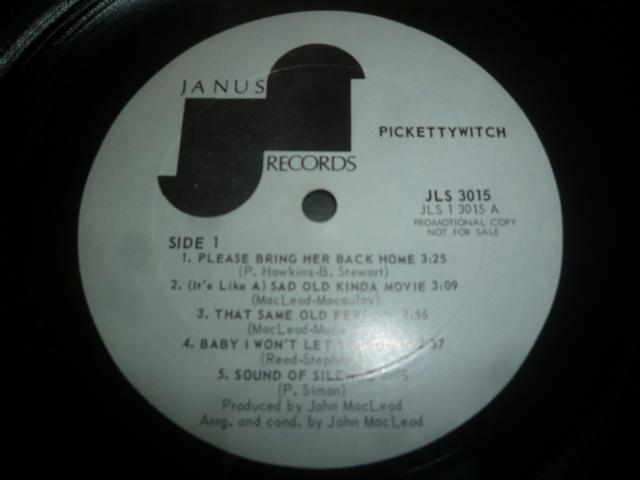 JANUS
RECORDS
PICKETTYWITCH
JLS 3015
JLS 1 3015 A
PROMOTIONAL COPY
NOT FOR SALE
SIDE 1
1. PLEASE BRING HER BACK HOME 3:25
(P. Hawkins-B. Stewart)
2. (It's Like A) SAD OLD KINDA MOVIE 3:09
(MacLeod-Macaulay)
3. THAT SAME OLD
(MacLeod-
4. BABY I WON'T LET
(Reed-
5. SOUND OF
(P. Simon)
Produced by John MacLeod
Arrg. and cond. by John MacLeod